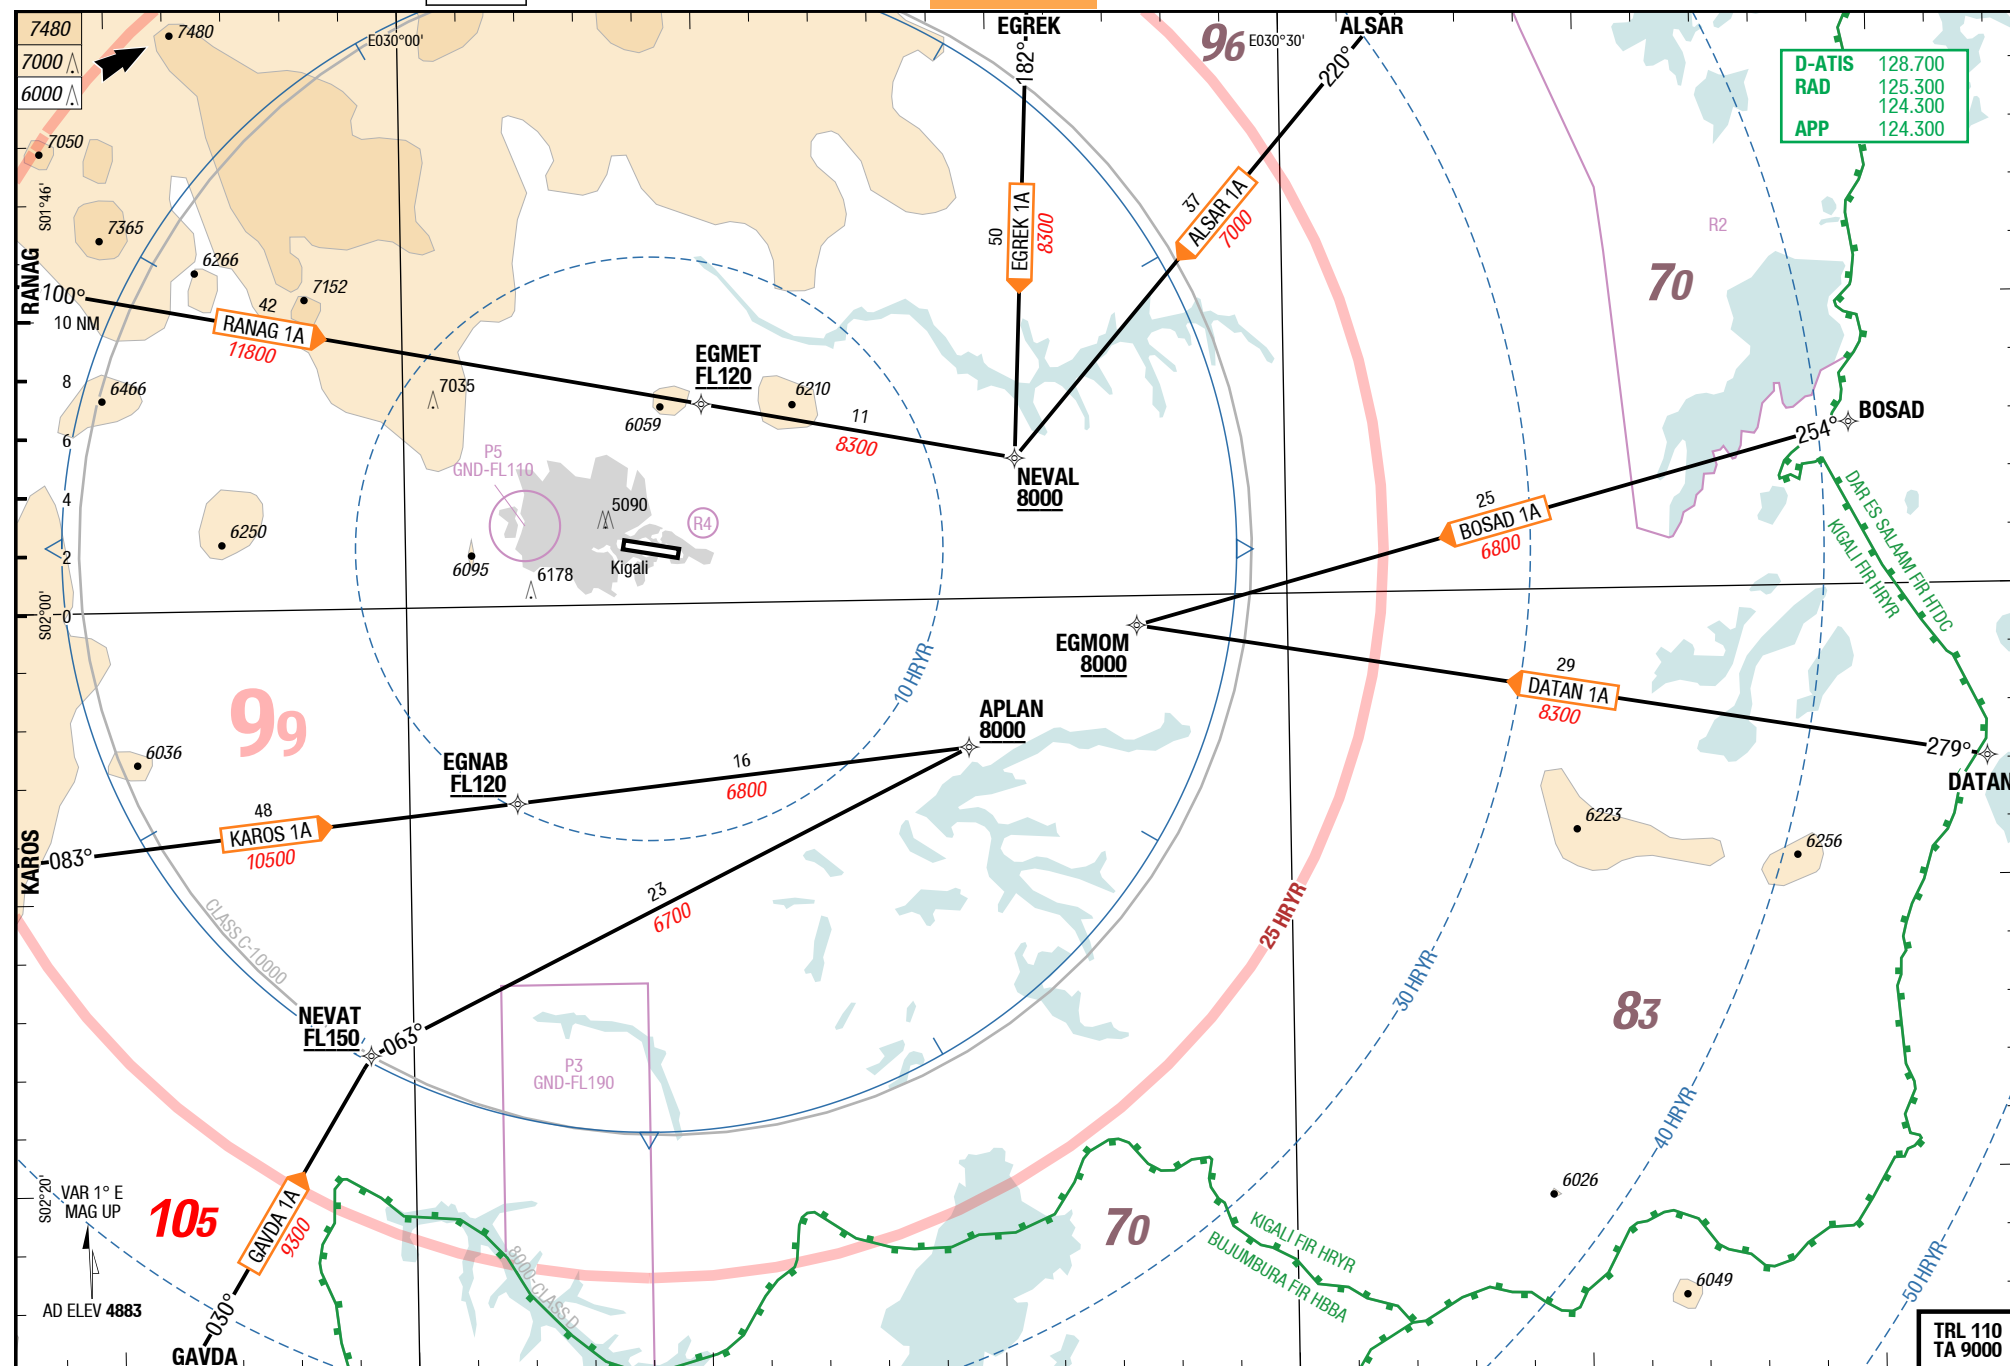 7480
7000
6000
7480
7050
E030°00'
EGREK
182°
96
E030°30'
ALSAR
220°
D-ATIS 128.700
RAD 125.300
124.300
APP 124.300
S01°46'
7365
6266
7152
RANAG
100°
10 NM
42
RANAG 1A
11800
50
EGREK 1A
8300
37
ALSAR 1A
7000
R2
70
8
6
4
2
0
6466
7035
EGMET
FL120
6059
6210
11
8300
NEVAL
8000
BOSAD
254°
25
BOSAD 1A
6800
P5
GND-FL110
5090
R4
Kigali
6250
6095
6178
DAR ES SALAAM FIR HTDC
KIGALI FIR HRYR
S02°00'
EGMOM
8000
29
DATAN 1A
8300
279°
DATAN
10 HRYR
99
6036
APLAN
8000
EGNAB
FL120
16
6800
KAROS
083°
48
KAROS 1A
10500
23
6700
6223
6256
CLASS C-10000
25 HRYR
30 HRYR
83
NEVAT
FL150
063°
P3
GND-FL190
40 HRYR
S02°20'
VAR 1° E
MAG UP
105
GAVDA 1A
9300
AD ELEV 4883
030°
GAVDA
8000-CLASS D
70
KIGALI FIR HRYR
BUJUMBURA FIR HBBA
6026
6049
50 HRYR
TRL 110
TA 9000